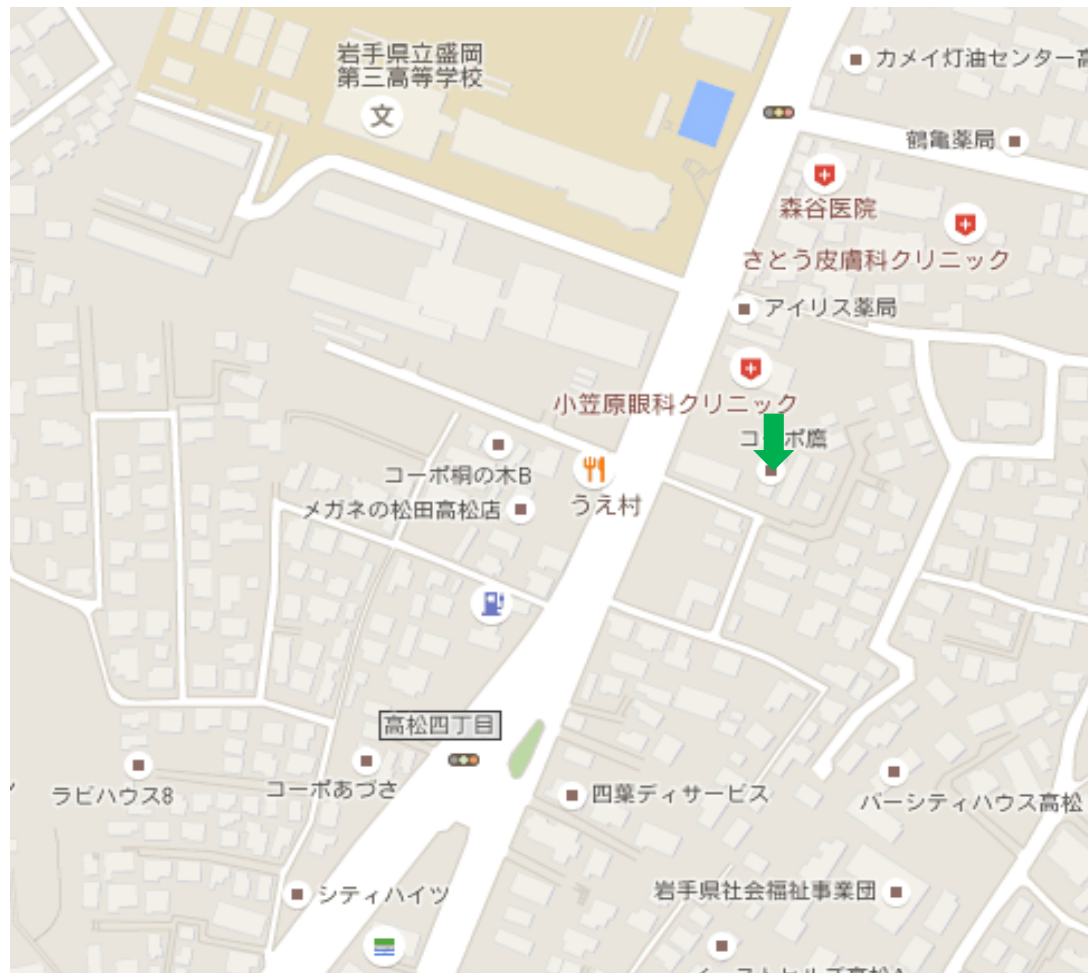 岩手県立盛岡
第三高等学校
文
カメイ灯油センター高
鶴亀薬局
森谷医院
さとう皮膚科クリニック
アイリス薬局
小笠原眼科クリニック
コーポ鷹
コーポ桐の木B
うえ村
メガネの松田高松店
高松四丁目
ラビハウス8
コーポあづさ
四葉ディサービス
バーシティハウス高松
シティハイツ
岩手県社会福祉事業団